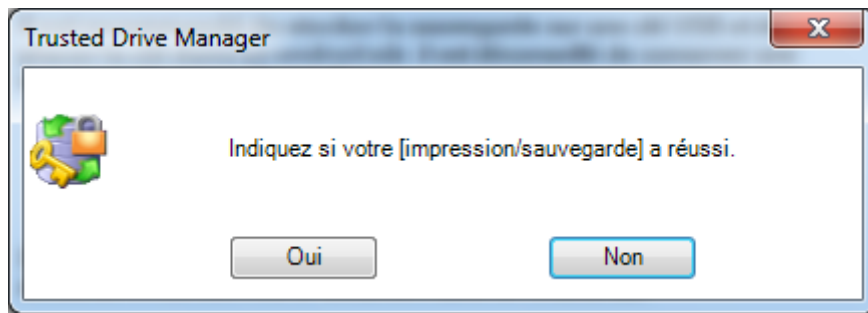 Trusted Drive Manager
Indiquez si votre [impression/sauvegarde] a réussi.
Oui
Non